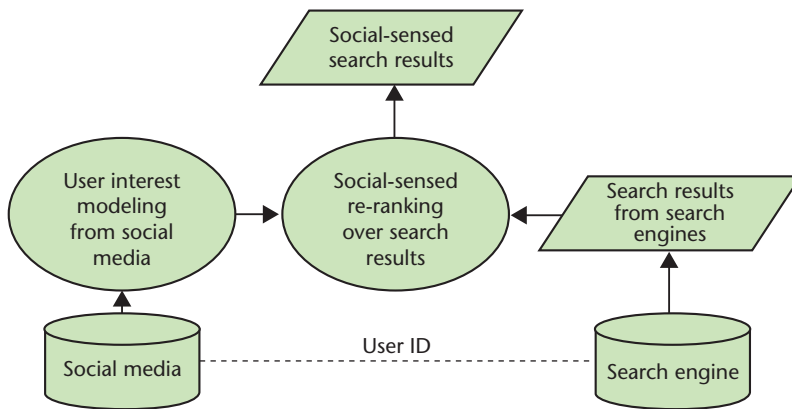 Social-sensed
search results
User interest
modeling
from social
media
Social-sensed
re-ranking
over search
results
Search results
from search
engines
Social media
User ID
Search engine